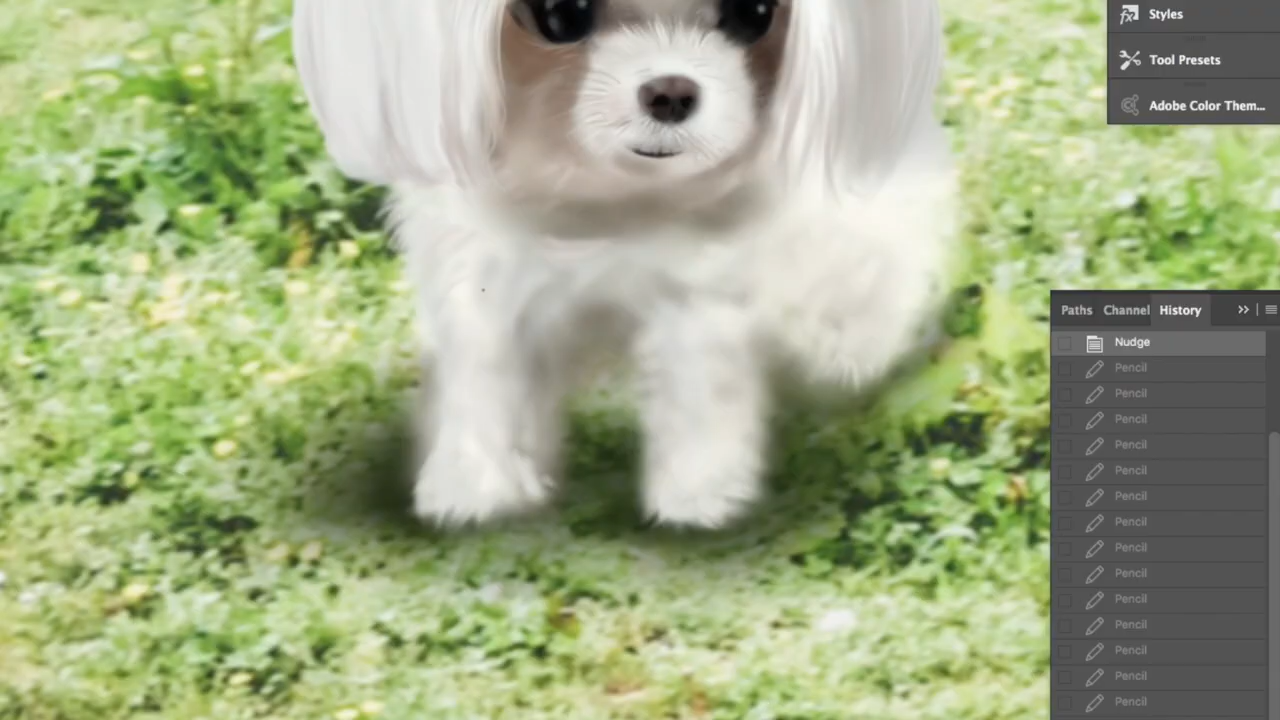 Styles
Tool Presets
Adobe Color Them...
Paths Channel History
Nudge
Pencil
Pencil
Pencil
Pencil
Pencil
Pencil
Pencil
Pencil
Pencil
Pencil
Pencil
Pencil
Pencil
Pencil